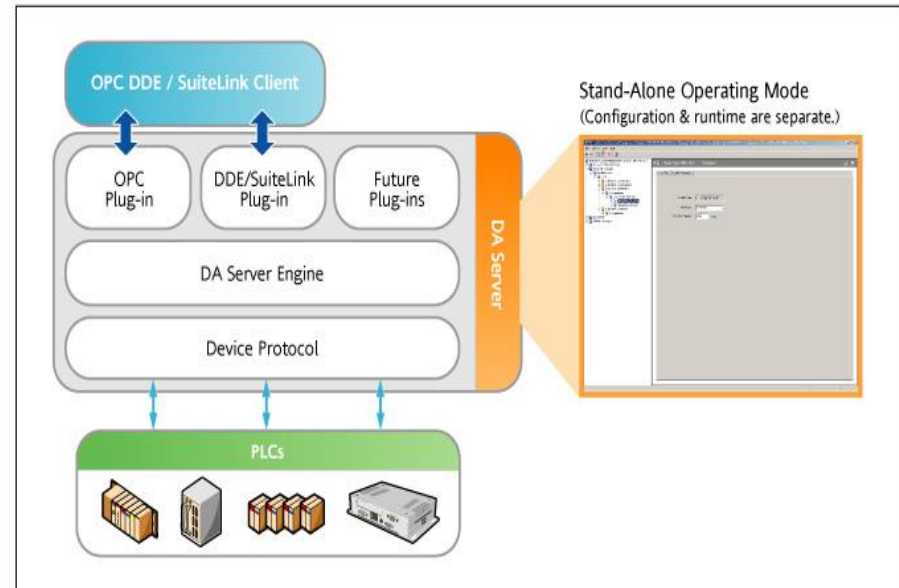 OPC DDE / SuiteLink Client
Stand-Alone Operating Mode
(Configuration & runtime are separate.)
OPC
Plug-in
DDE/SuiteLink
Plug-in
Future
Plug-ins
DA Server Engine
Device Protocol
DA Server
PLCs